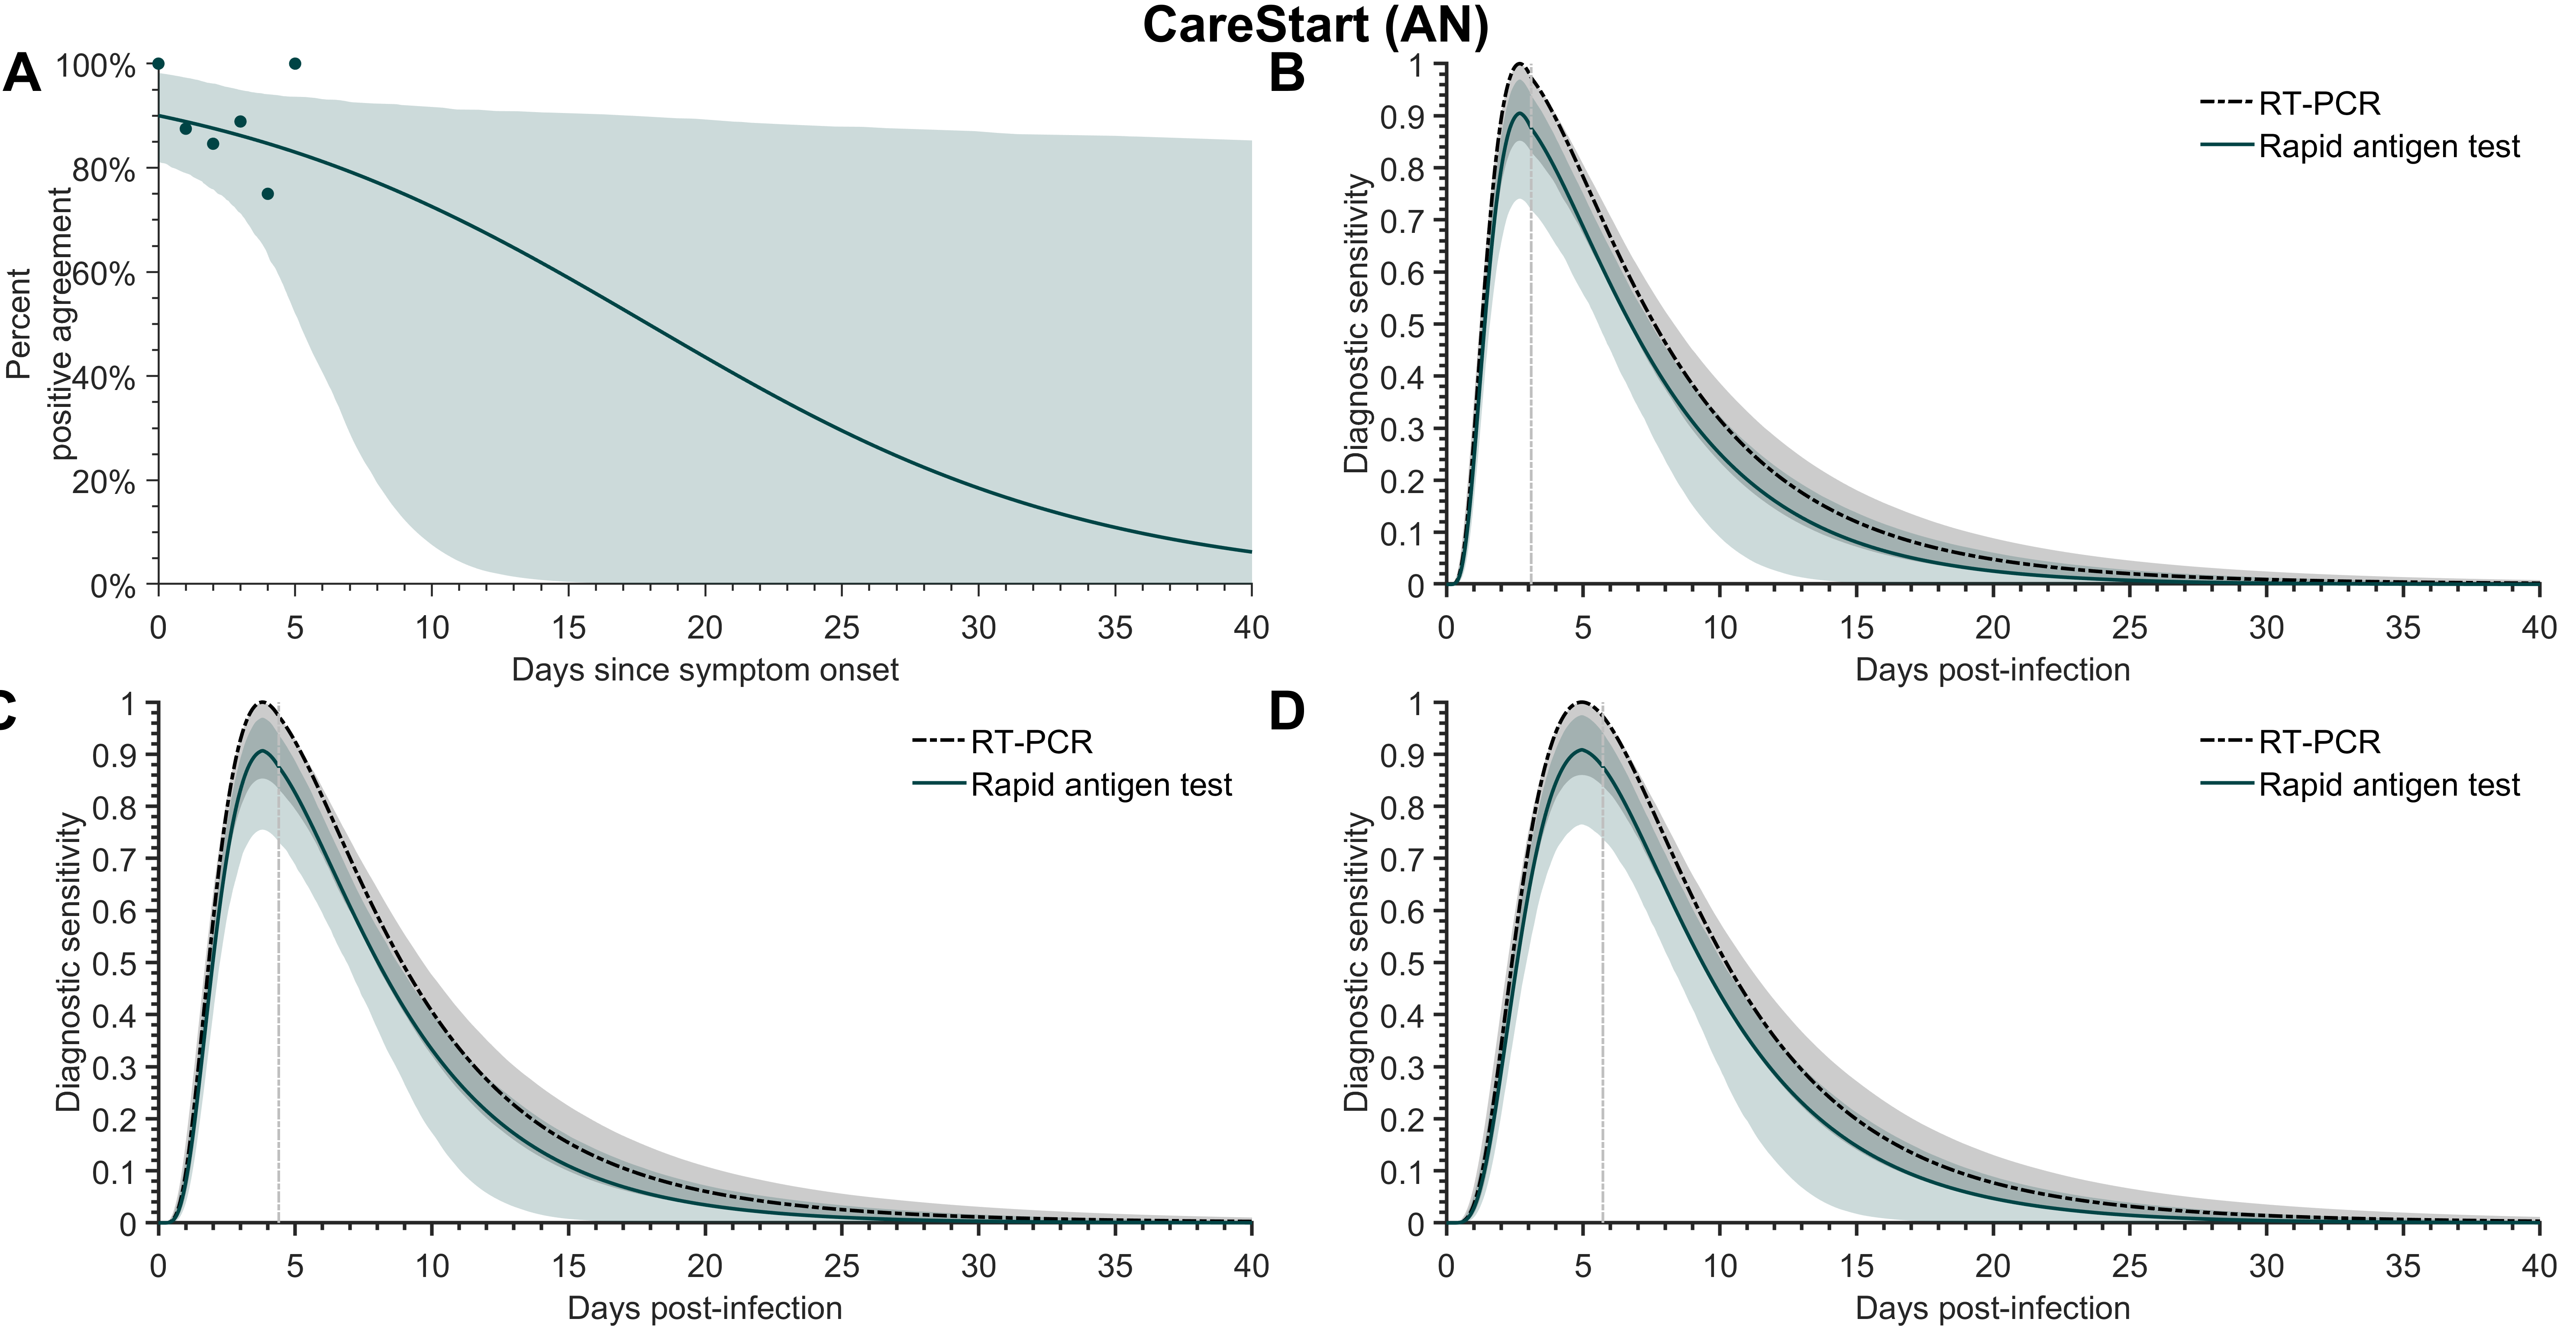 CareStart (AN)
A
100%
80%
60%
40%
20%
0%
Percent
positive agreement
0 5 10 15 20 25 30 35 40
Days since symptom onset
B
1
0.9
0.8
0.7
0.6
0.5
0.4
0.3
0.2
0.1
0
Diagnostic sensitivity
RT-PCR
Rapid antigen test
0 5 10 15 20 25 30 35 40
Days post-infection
C
1
0.9
0.8
0.7
0.6
0.5
0.4
0.3
0.2
0.1
0
Diagnostic sensitivity
RT-PCR
Rapid antigen test
0 5 10 15 20 25 30 35 40
Days post-infection
D
1
0.9
0.8
0.7
0.6
0.5
0.4
0.3
0.2
0.1
0
Diagnostic sensitivity
RT-PCR
Rapid antigen test
0 5 10 15 20 25 30 35 40
Days post-infection